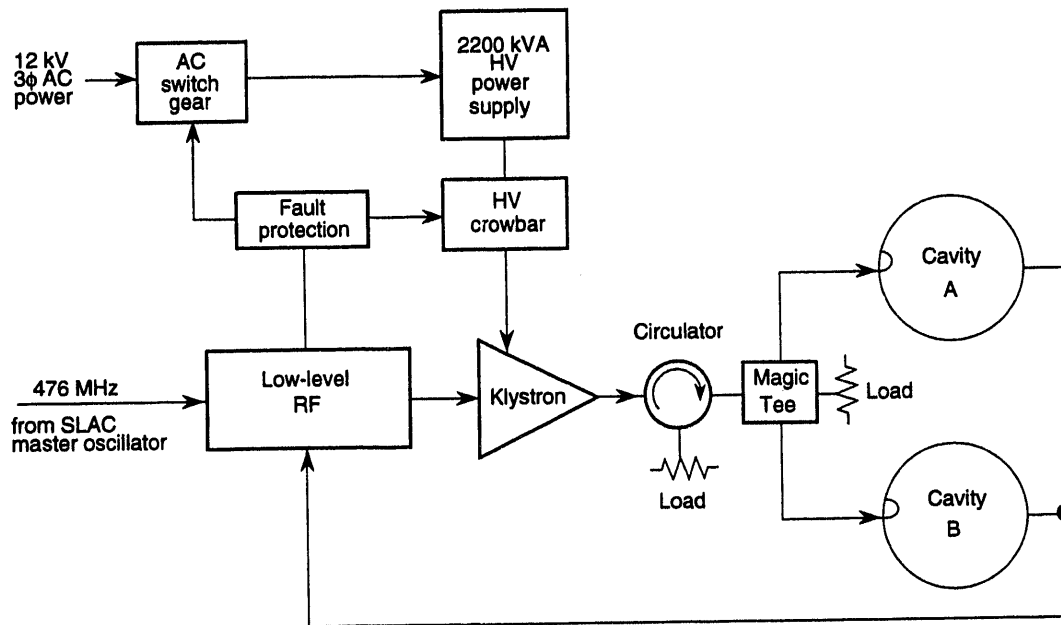 12 kV
3ϕ AC
power
AC
switch
gear
2200 kVA
HV
power
supply
Fault
protection
HV
crowbar
Cavity
A
Circulator
476 MHz
from SLAC
master oscillator
Low-level
RF
Klystron
Magic
Tee
Load
Load
Cavity
B